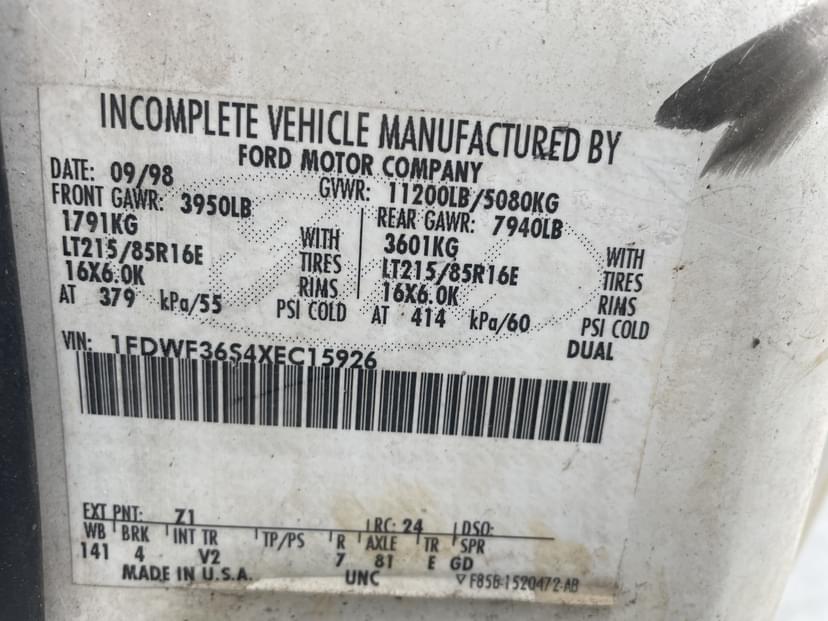 INCOMPLETE VEHICLE MANUFACTURED BY
FORD MOTOR COMPANY
DATE: 09/98 GVWR: 11200LB/5080KG
FRONT GAWR: 3950LB REAR GAWR: 7940LB
1791KG WITH 3601KG WITH
LT215/85R16E TIRES LT215/85R16E TIRES
16X6.0K RIMS 16X6.0K RIMS
AT 379 kPa/55 PSI COLD AT 414 kPa/60 PSI COLD
DUAL
VIN: 1FDWF36S4XEC15926
EXT PNT: Z1 RC: 24 DSO:
WB BRK INT TR TP/PS R AXLE TR SPR
141 4 V2 7 81 E GD
MADE IN U.S.A. UNC ▽ F85B-1520472-AB